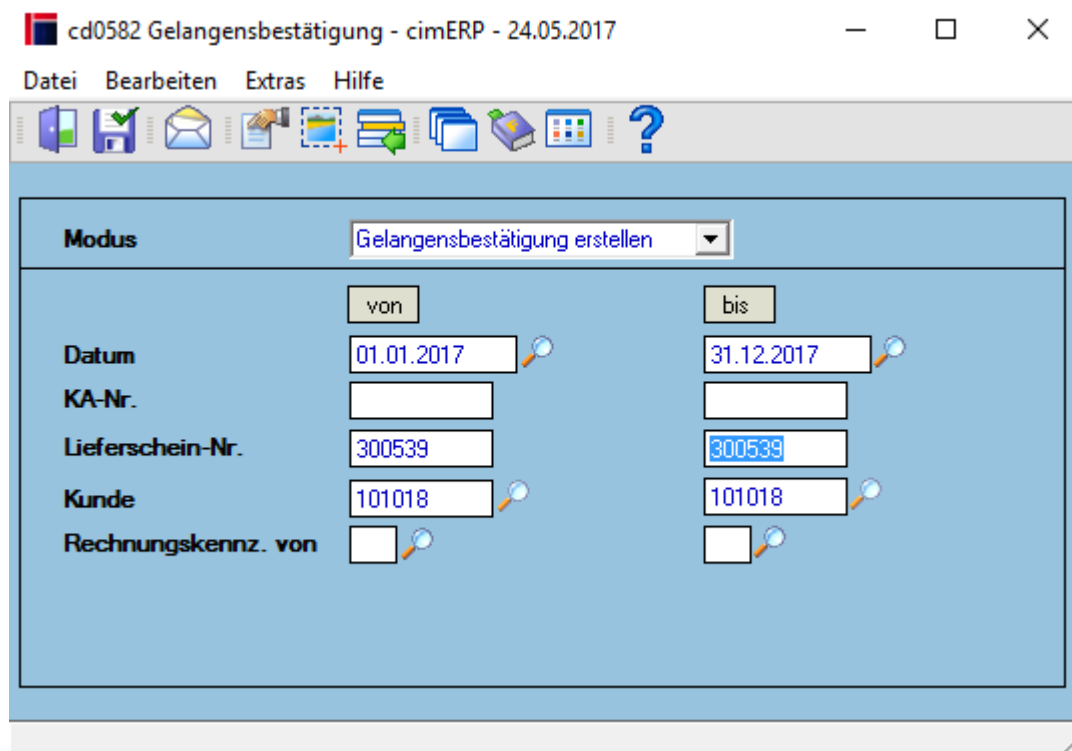 cd0582 Gelangensbestätigung - cimERP - 24.05.2017
Datei Bearbeiten Extras Hilfe
Modus Gelangensbestätigung erstellen
von bis
Datum 01.01.2017 31.12.2017
KA-Nr.
Lieferschein-Nr. 300539 300539
Kunde 101018 101018
Rechnungskennz. von